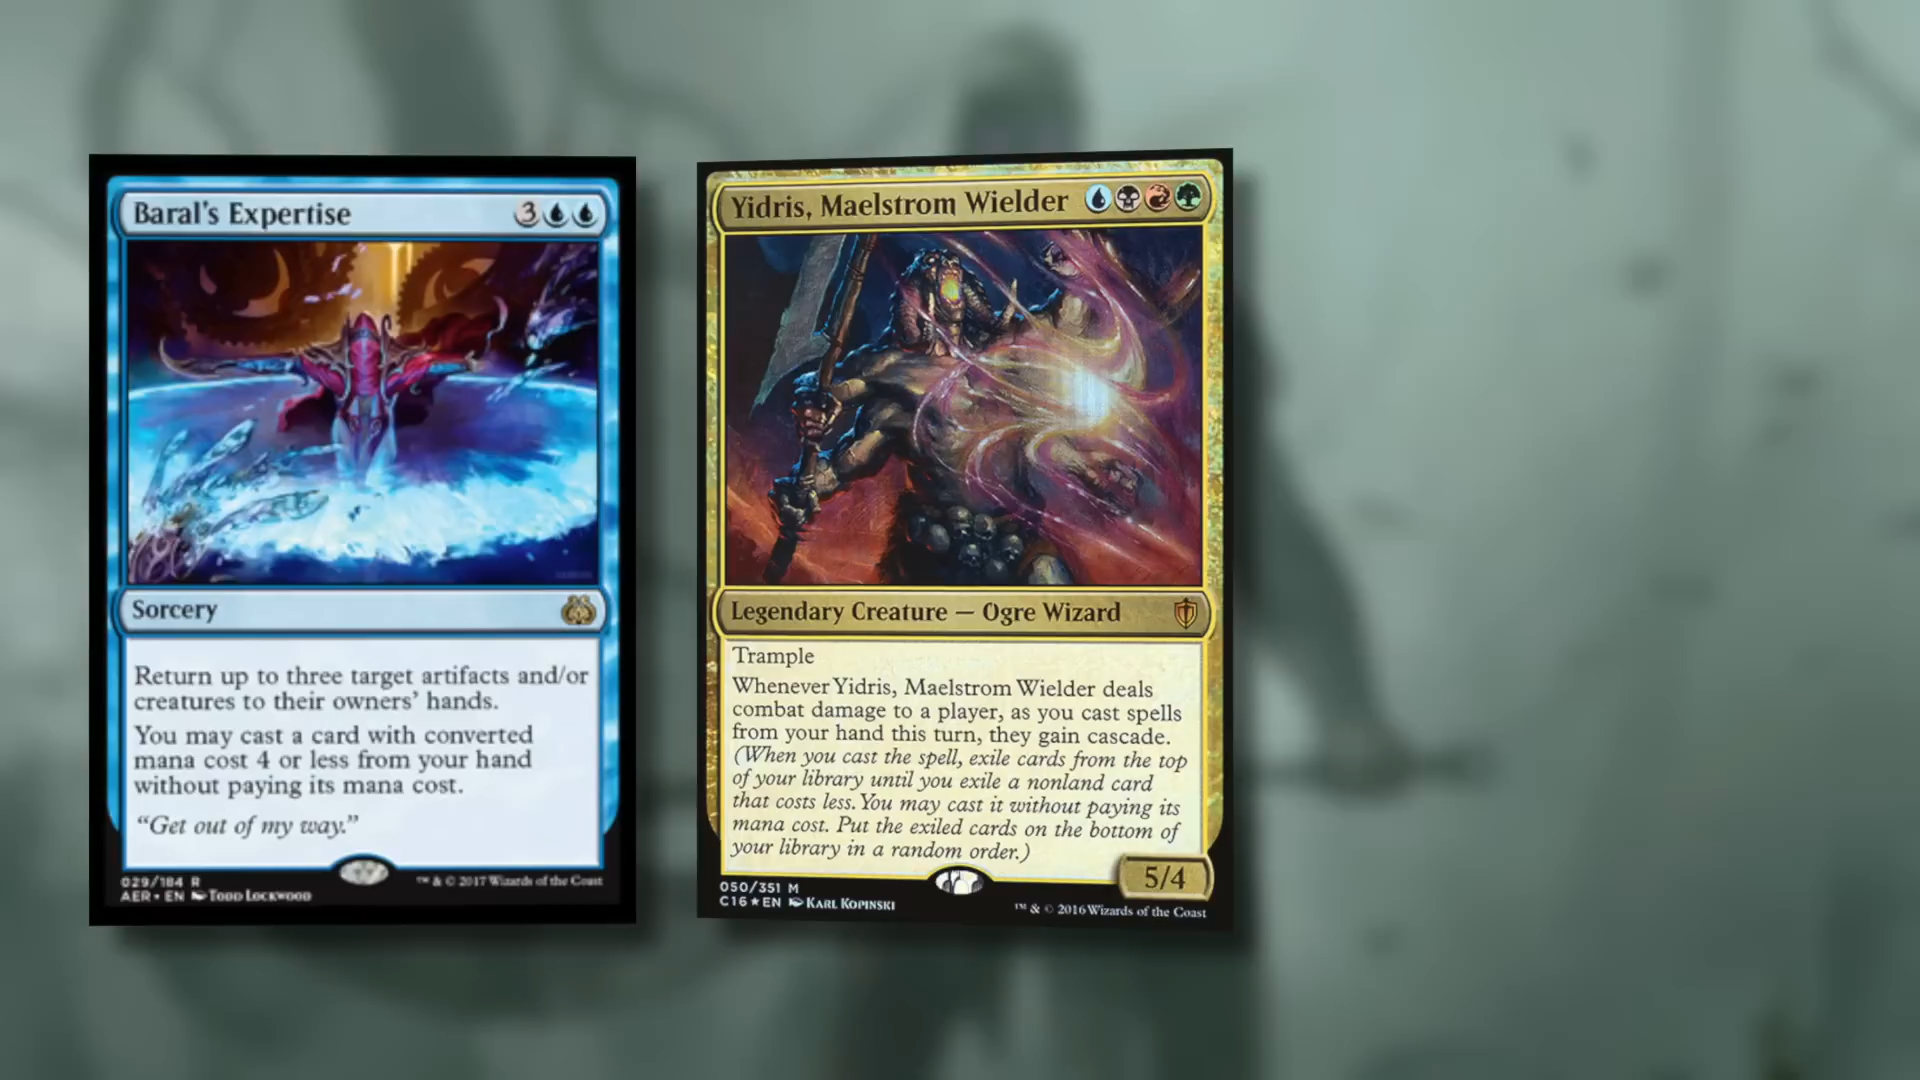 Baral's Expertise
3
Sorcery
Return up to three target artifacts and/or
creatures to their owners' hands.
You may cast a card with converted
mana cost 4 or less from your hand
without paying its mana cost.
"Get out of my way."
029/184 R
AER • EN Todd Lockwood
™ & © 2017 Wizards of the Coast
Yidris, Maelstrom Wielder
Legendary Creature — Ogre Wizard
Trample
Whenever Yidris, Maelstrom Wielder deals
combat damage to a player, as you cast spells
from your hand this turn, they gain cascade.
(When you cast the spell, exile cards from the top
of your library until you exile a nonland card
that costs less. You may cast it without paying its
mana cost. Put the exiled cards on the bottom of
your library in a random order.)
5/4
050/351 M
C16 ★ EN Karl Kopinski
™ & © 2016 Wizards of the Coast